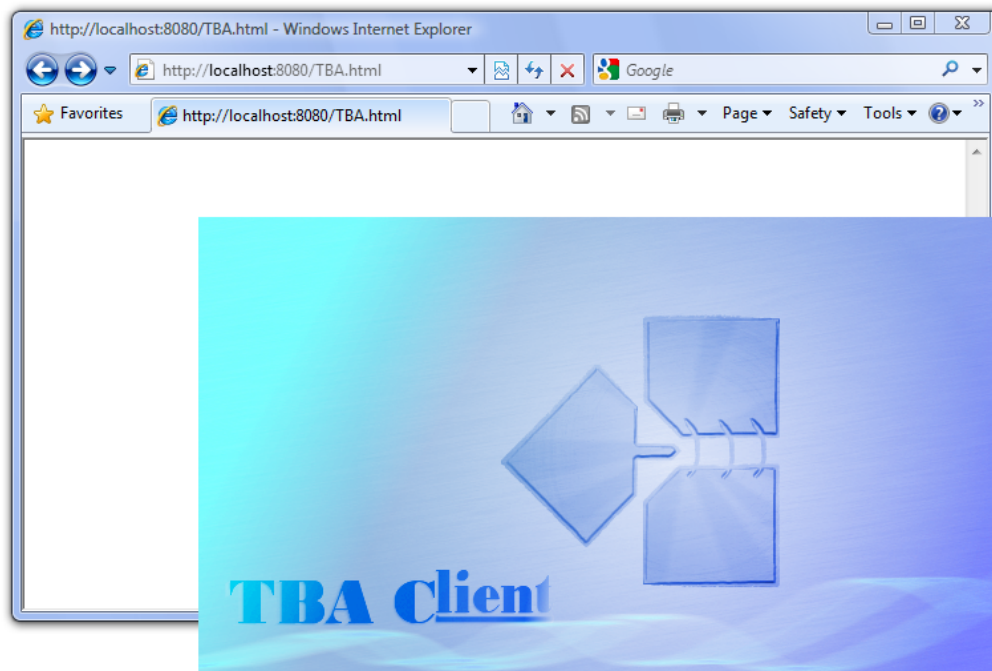 http://localhost:8080/TBA.html - Windows Internet Explorer
http://localhost:8080/TBA.html
Google
Favorites
http://localhost:8080/TBA.html
Page
Safety
Tools
TBA Client